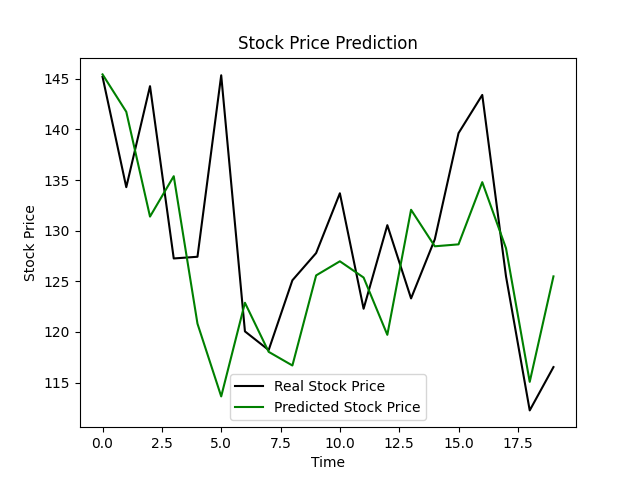 Stock Price Prediction
145
140
135
130
125
120
115
Stock Price
Real Stock Price
Predicted Stock Price
0.0 2.5 5.0 7.5 10.0 12.5 15.0 17.5
Time